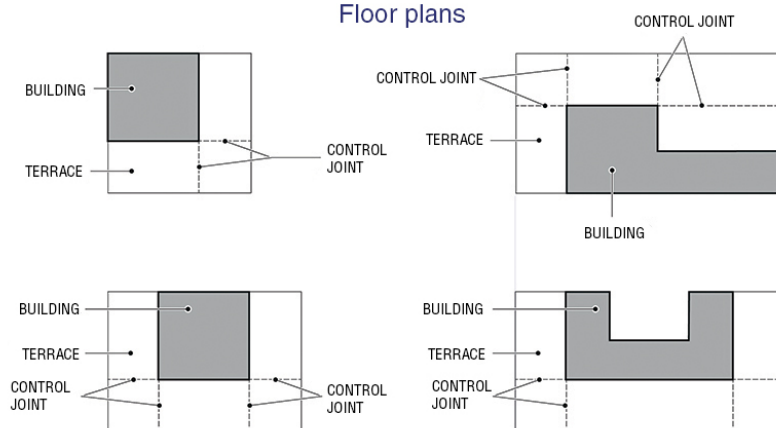 Floor plans
BUILDING
TERRACE
CONTROL
JOINT
CONTROL JOINT
CONTROL JOINT
TERRACE
BUILDING
BUILDING
TERRACE
CONTROL
JOINT
CONTROL
JOINT
BUILDING
TERRACE
CONTROL
JOINT